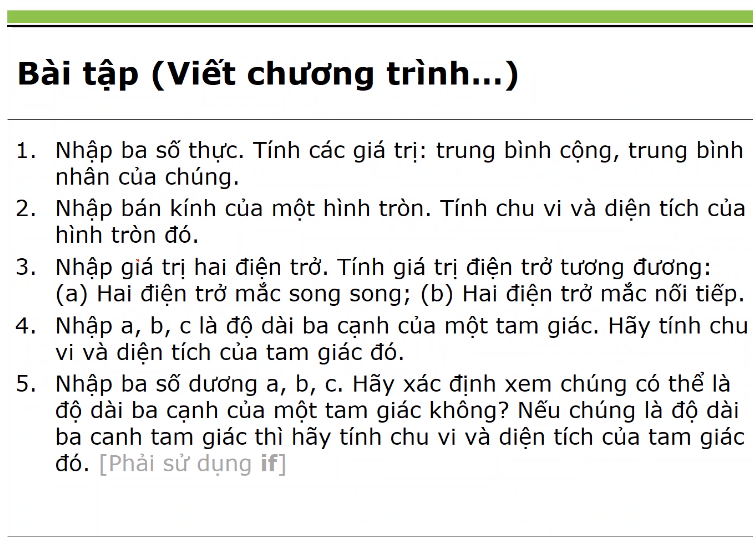 Bài tập (Viết chương trình…)
1. Nhập ba số thực. Tính các giá trị: trung bình cộng, trung bình
nhân của chúng.
2. Nhập bán kính của một hình tròn. Tính chu vi và diện tích của
hình tròn đó.
3. Nhập giá trị hai điện trở. Tính giá trị điện trở tương đương:
(a) Hai điện trở mắc song song; (b) Hai điện trở mắc nối tiếp.
4. Nhập a, b, c là độ dài ba cạnh của một tam giác. Hãy tính chu
vi và diện tích của tam giác đó.
5. Nhập ba số dương a, b, c. Hãy xác định xem chúng có thể là
độ dài ba cạnh của một tam giác không? Nếu chúng là độ dài
ba canh tam giác thì hãy tính chu vi và diện tích của tam giác
đó. [Phải sử dụng if]